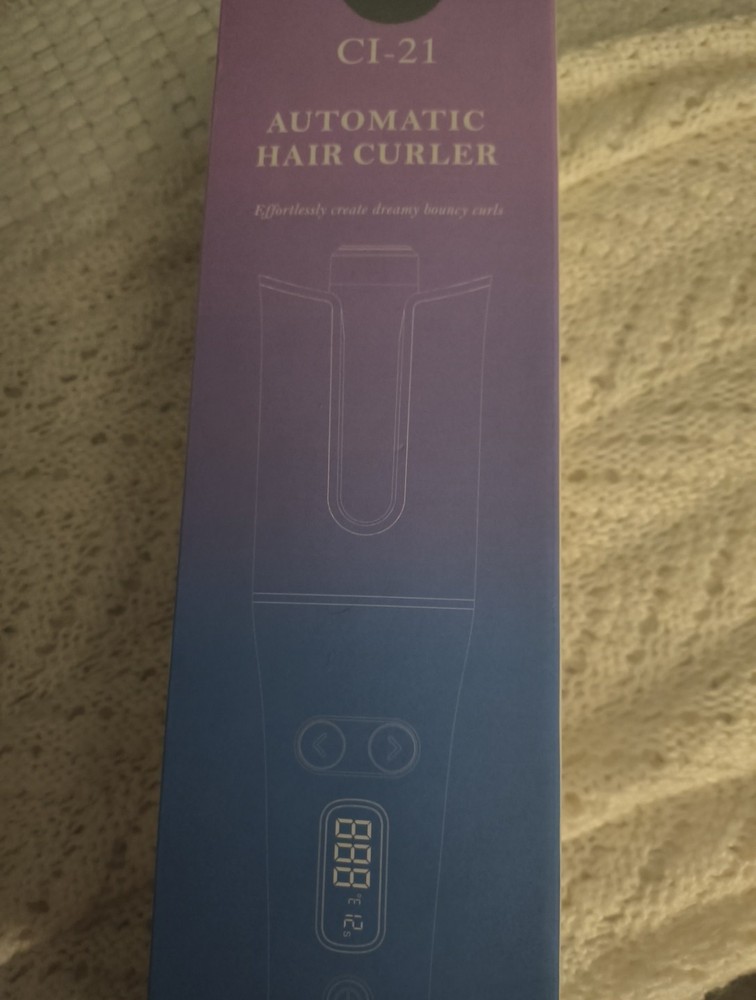 CI-21
AUTOMATIC
HAIR CURLER
Effortlessly create dreamy bouncy curls
888